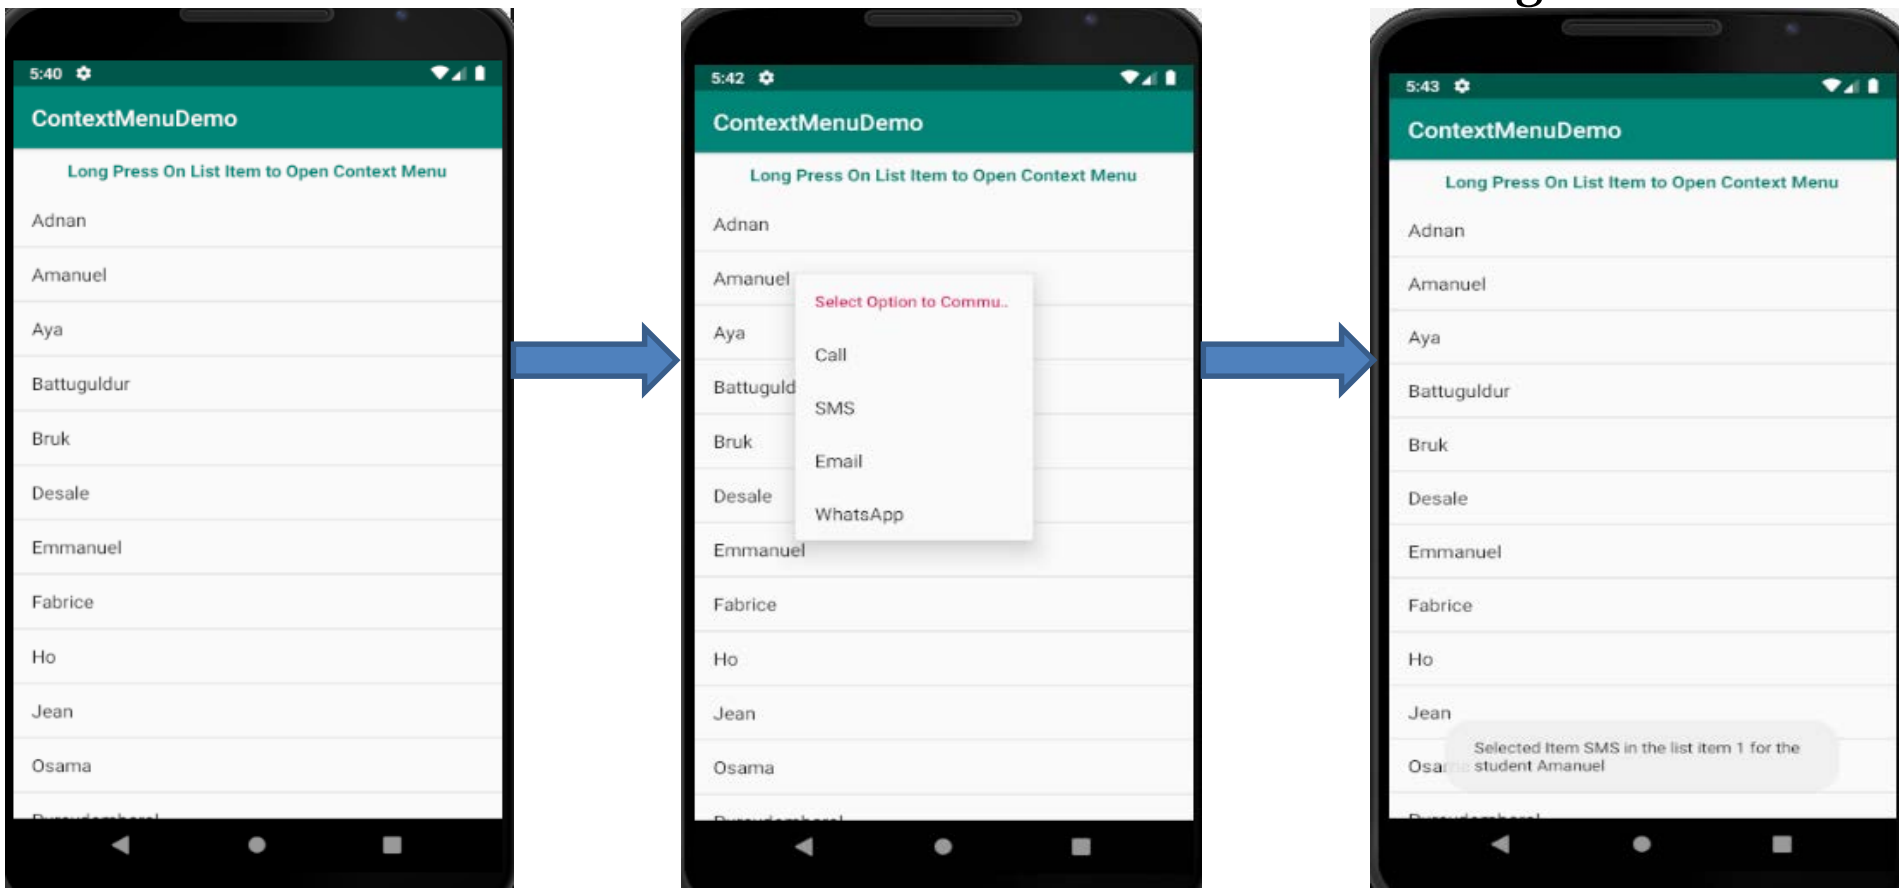 5:40
ContextMenuDemo
Long Press On List Item to Open Context Menu
Adnan
Amanuel
Aya
Battuguldur
Bruk
Desale
Emmanuel
Fabrice
Ho
Jean
Osama
5:42
ContextMenuDemo
Long Press On List Item to Open Context Menu
Adnan
Amanuel
Aya
Battuguld
Bruk
Desale
Emmanuel
Fabrice
Ho
Jean
Osama
Select Option to Commu..
Call
SMS
Email
WhatsApp
5:43
ContextMenuDemo
Long Press On List Item to Open Context Menu
Adnan
Amanuel
Aya
Battuguldur
Bruk
Desale
Emmanuel
Fabrice
Ho
Jean
Osa
Selected Item SMS in the list item 1 for the
student Amanuel